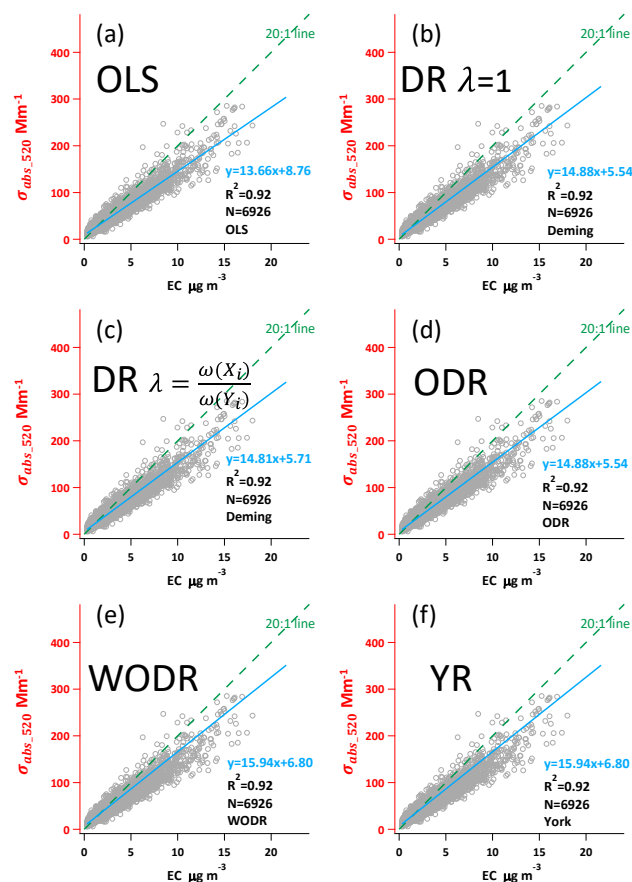 (a)
OLS
20:1 line
σabs_520 Mm-1
400
300
200
100
0
y=13.66x+8.76
R2=0.92
N=6926
OLS
0 5 10 15 20
EC µg m-3
(b)
DR λ=1
20:1 line
σabs_520 Mm-1
400
300
200
100
0
y=14.88x+5.54
R2=0.92
N=6926
Deming
0 5 10 15 20
EC µg m-3
(c)
DR λ = ω(Xi)/ω(Yi)
20:1 line
σabs_520 Mm-1
400
300
200
100
0
y=14.81x+5.71
R2=0.92
N=6926
Deming
0 5 10 15 20
EC µg m-3
(d)
ODR
20:1 line
σabs_520 Mm-1
400
300
200
100
0
y=14.88x+5.54
R2=0.92
N=6926
ODR
0 5 10 15 20
EC µg m-3
(e)
WODR
20:1 line
σabs_520 Mm-1
400
300
200
100
0
y=15.94x+6.80
R2=0.92
N=6926
WODR
0 5 10 15 20
EC µg m-3
(f)
YR
20:1 line
σabs_520 Mm-1
400
300
200
100
0
y=15.94x+6.80
R2=0.92
N=6926
York
0 5 10 15 20
EC µg m-3